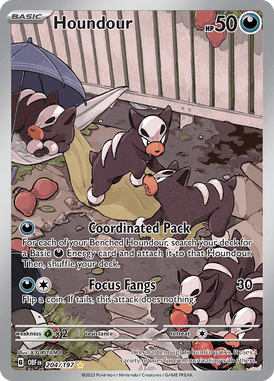 BASIC
Houndour
HP50
Coordinated Pack
For each of your Benched Houndour, search your deck for
a Basic Energy card and attach it to that Houndour.
Then, shuffle your deck.
Focus Fangs 30
Flip a coin. If tails, this attack does nothing.
weakness x2 resistance retreat
G OBF EN 204/197
©2023 Pokémon / Nintendo / Creatures / GAME FREAK